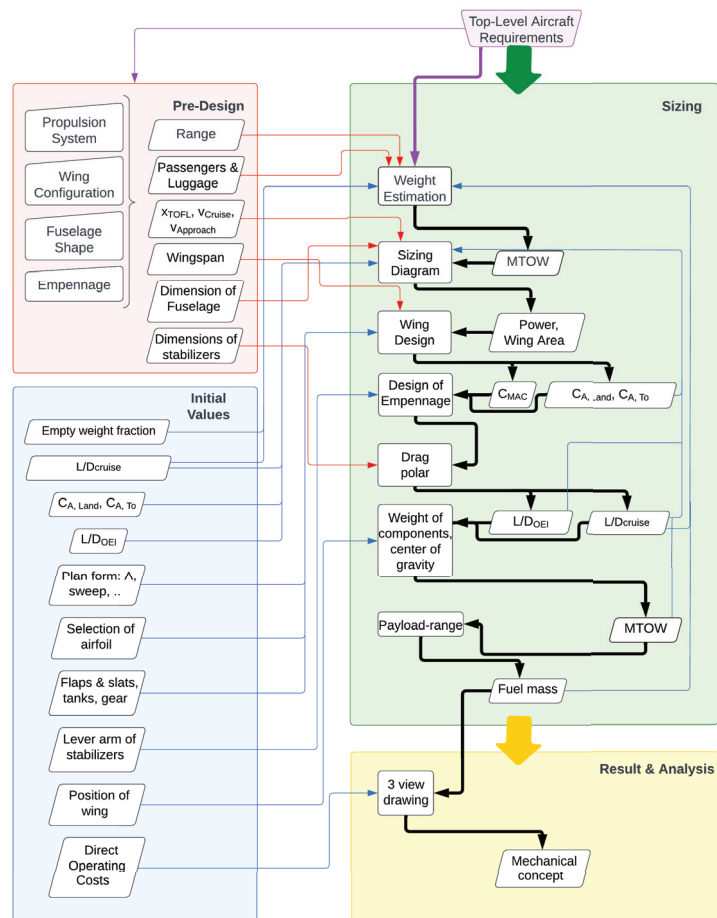 Top-Level Aircraft
Requirements
Pre-Design
Propulsion
System
Wing
Configuration
Fuselage
Shape
Empennage
Range
Passengers &
Luggage
xTOFL, vCruise,
vApproach
Wingspan
Dimension of
Fuselage
Dimensions of
stabilizers
Initial
Values
Empty weight fraction
L/Dcruise
CA, Land, CA, To
L/DOEI
Plan form: Λ,
sweep, ..
Selection of
airfoil
Flaps & slats,
tanks, gear
Lever arm of
stabilizers
Position of
wing
Direct
Operating
Costs
Sizing
Weight
Estimation
MTOW
Sizing
Diagram
Power,
Wing Area
Wing
Design
CMAC
CA, Land, CA, To
Design of
Empennage
Drag
polar
L/DOEI
L/Dcruise
Weight of
components,
center of
gravity
MTOW
Payload-range
Fuel mass
Result & Analysis
3 view
drawing
Mechanical
concept